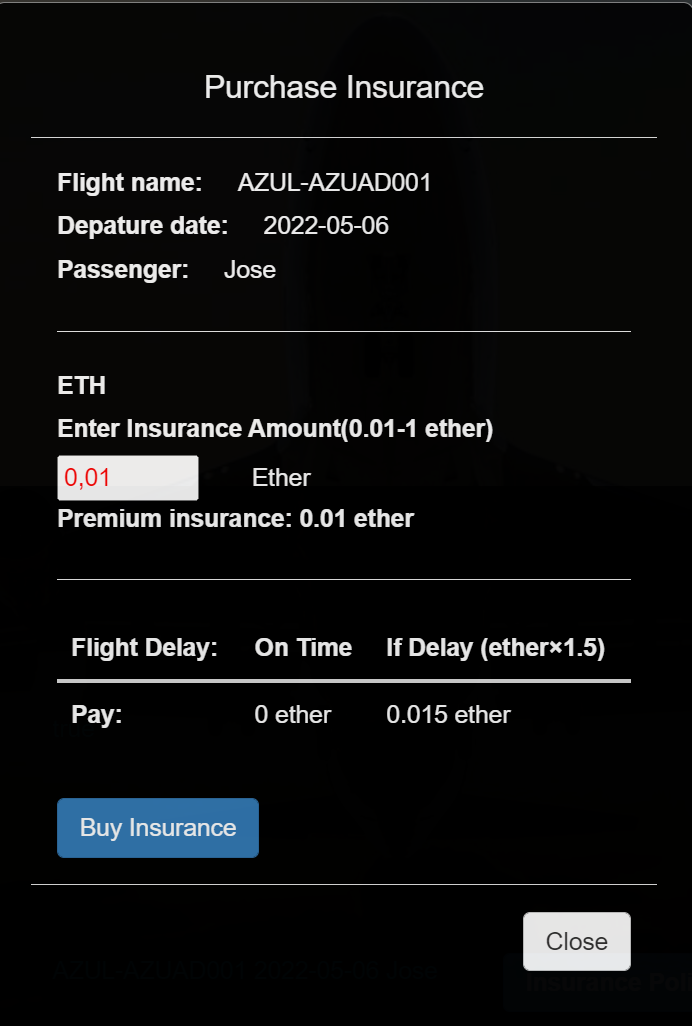 Purchase Insurance
Flight name: AZUL-AZUAD001
Depature date: 2022-05-06
Passenger: Jose
ETH
Enter Insurance Amount(0.01-1 ether)
0,01 Ether
Premium insurance: 0.01 ether
Flight Delay: On Time If Delay (ether×1.5)
Pay: 0 ether 0.015 ether
Buy Insurance
Close